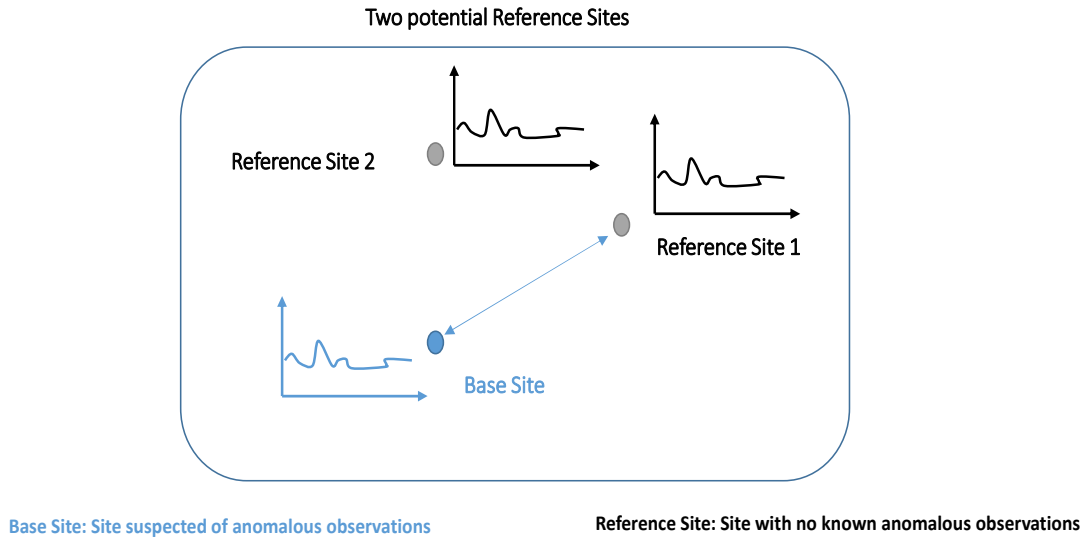 Two potential Reference Sites
Reference Site 2
Reference Site 1
Base Site
Base Site: Site suspected of anomalous observations
Reference Site: Site with no known anomalous observations